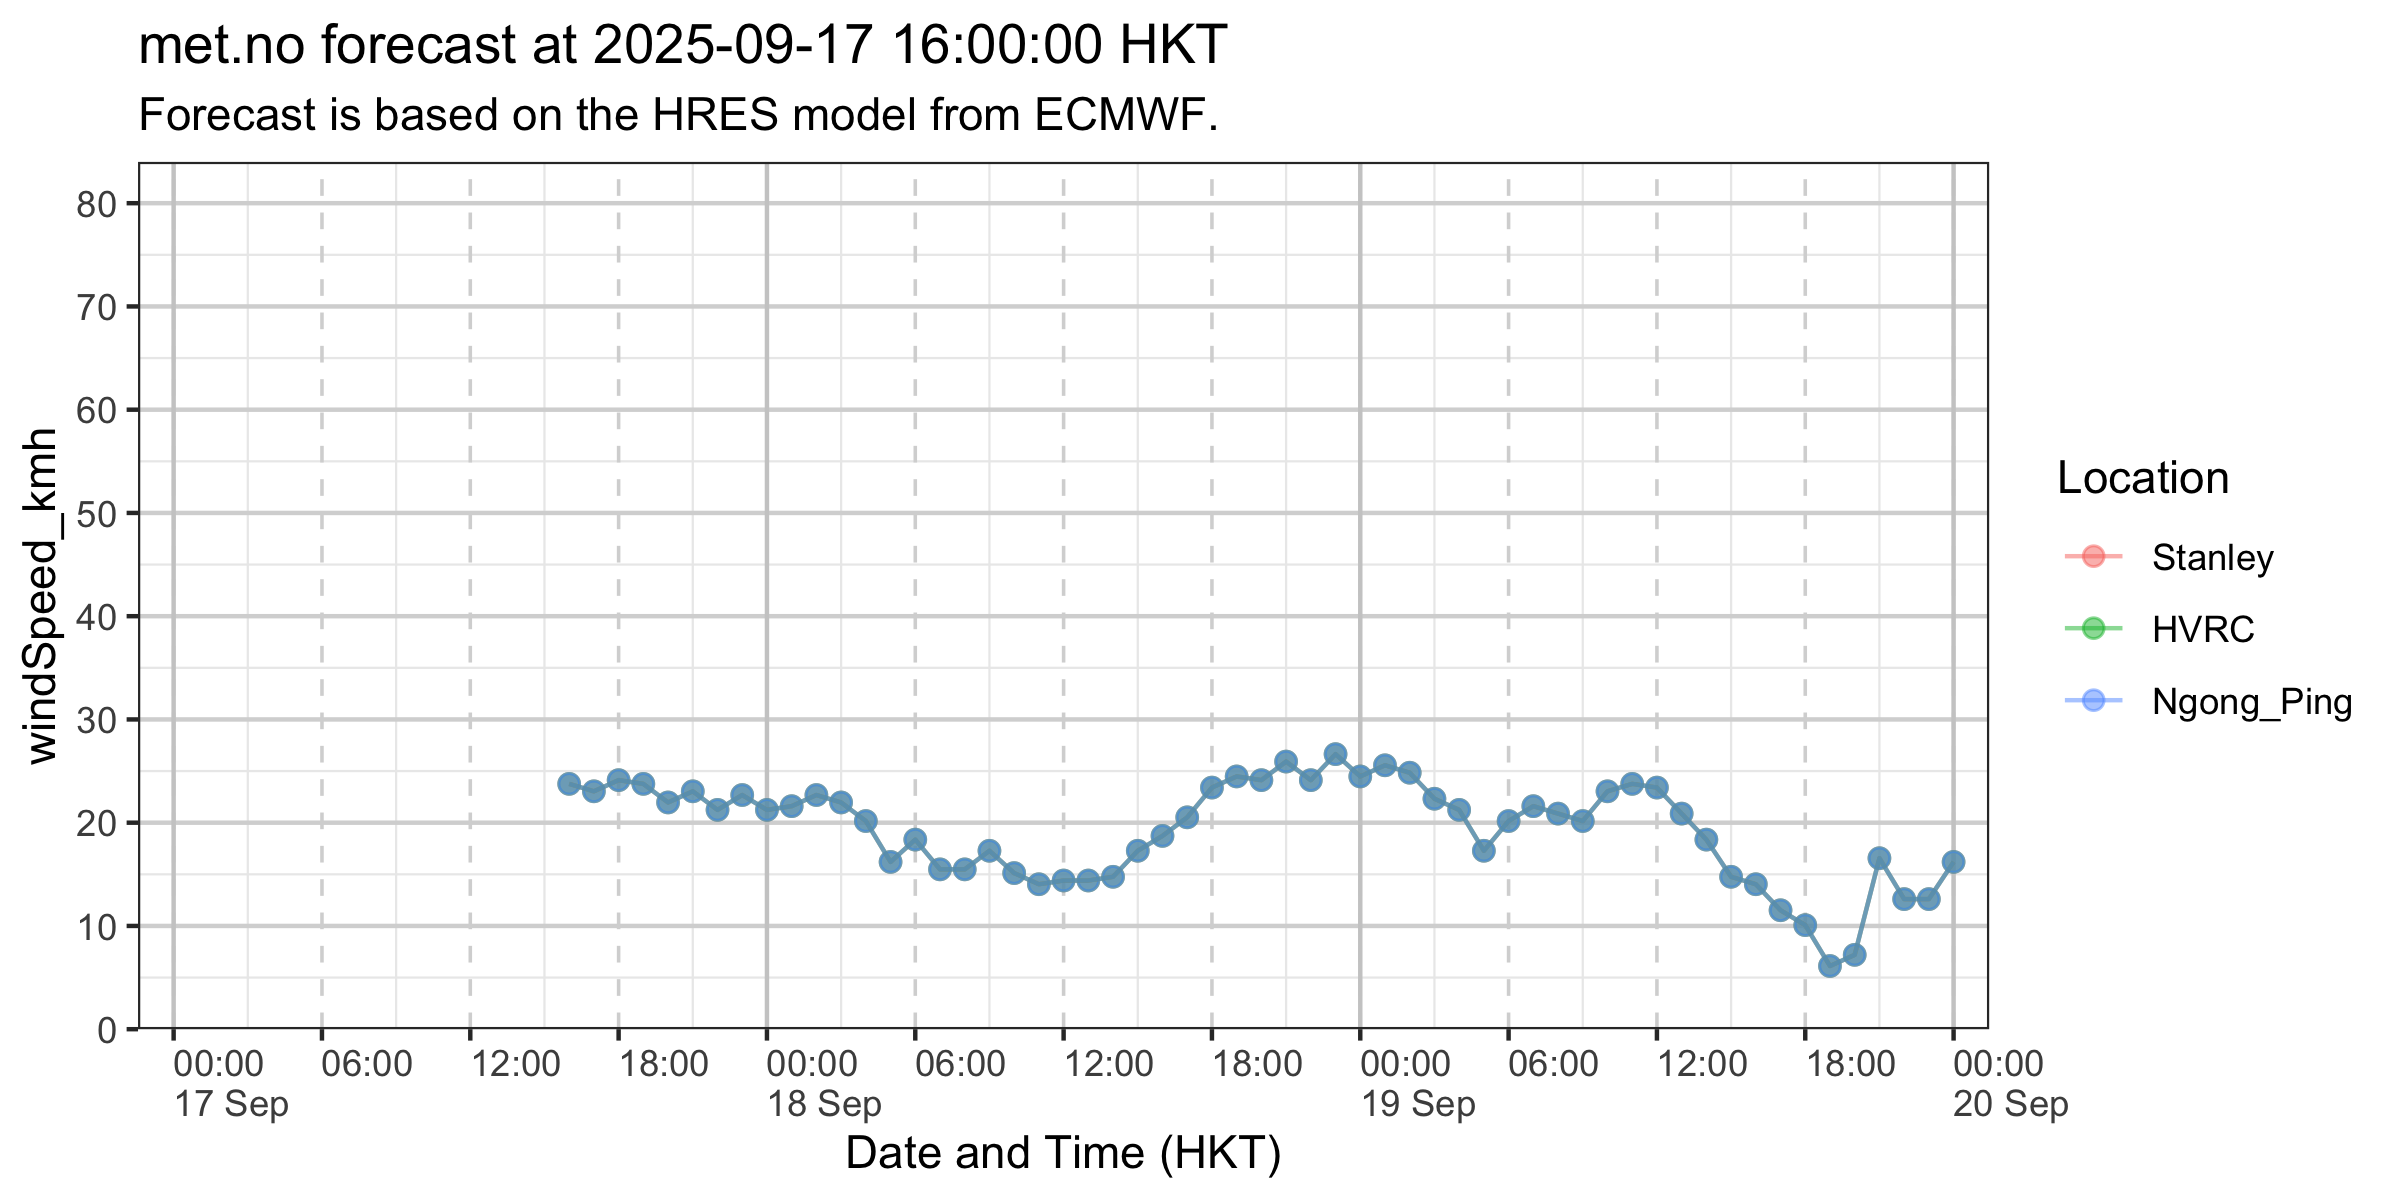 met.no forecast at 2025-09-17 16:00:00 HKT
Forecast is based on the HRES model from ECMWF.
windSpeed_kmh
80
70
60
50
40
30
20
10
0
00:00 06:00 12:00 18:00 00:00 06:00 12:00 18:00 00:00 06:00 12:00 18:00 00:00
17 Sep 18 Sep 19 Sep 20 Sep
Date and Time (HKT)
Location
Stanley
HVRC
Ngong_Ping